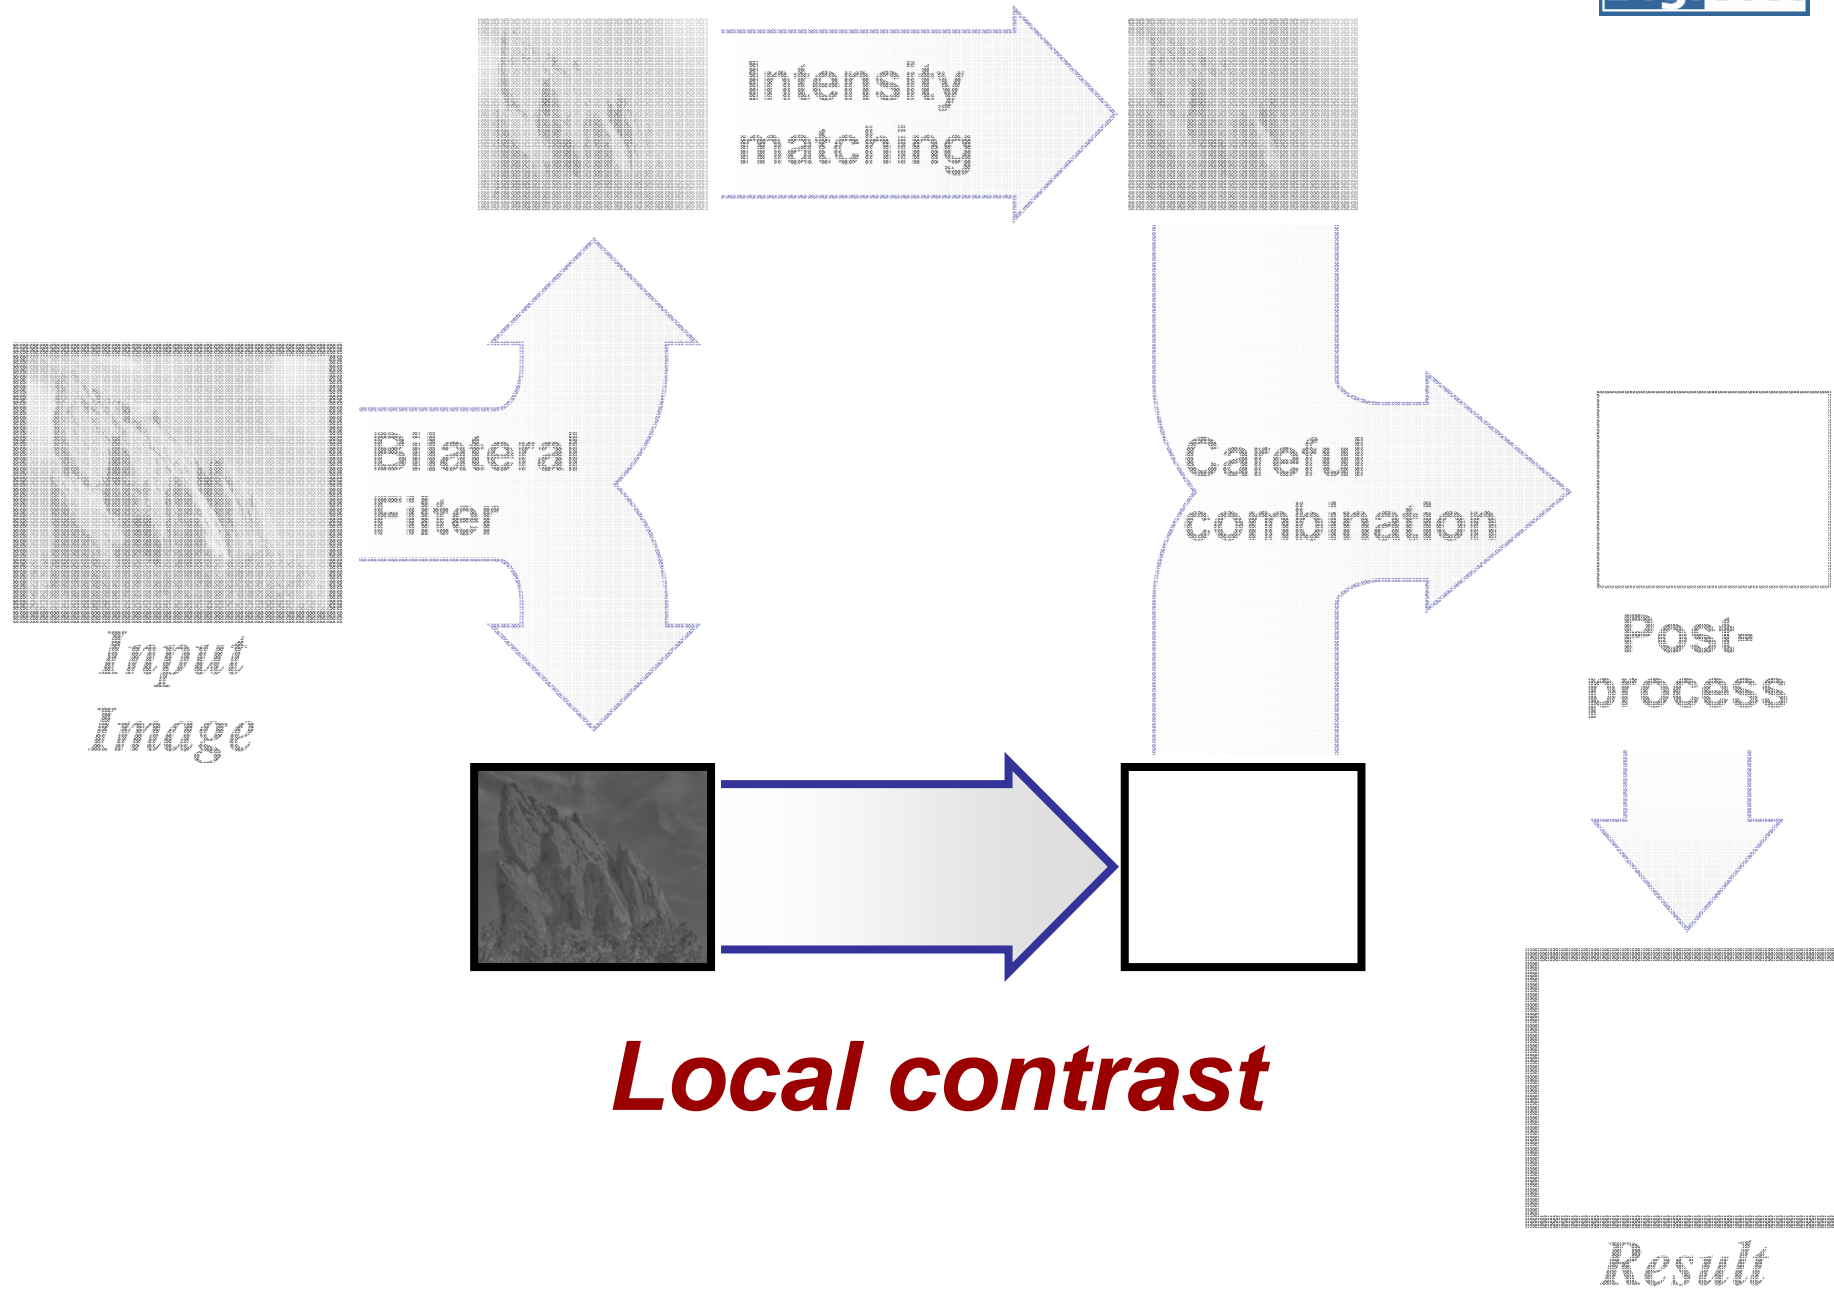 Intensity
matching
Bilateral
Filter
Careful
combination
Input
Image
Post-
process
Local contrast
Result